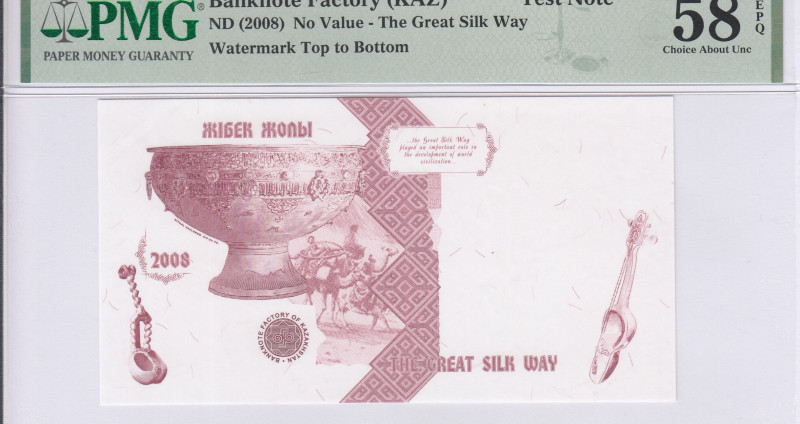 PMG®
PAPER MONEY GUARANTY
Banknote Factory (KAZ)
Test Note
ND (2008) No Value - The Great Silk Way
Watermark Top to Bottom
58
EPQ
Choice About Unc
ЖІБЕК ЖОЛЫ
...the Great Silk Way
played an important role in
the development of world
civilization...
2008
BANKNOTE FACTORY OF KAZAKHSTAN
THE GREAT SILK WAY